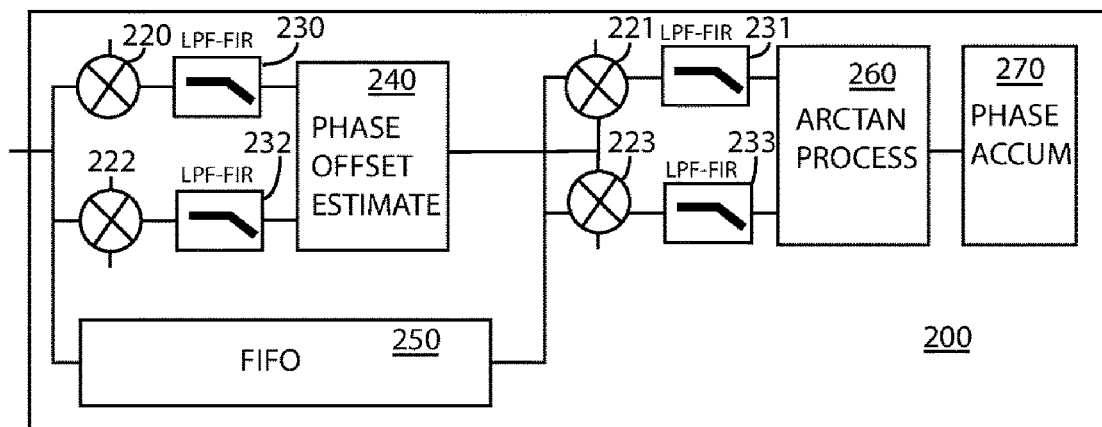 220
LPF-FIR
230
240
PHASE
OFFSET
ESTIMATE
222
LPF-FIR
232
221
LPF-FIR
231
223
LPF-FIR
233
260
ARCTAN
PROCESS
270
PHASE
ACCUM
250
FIFO
200